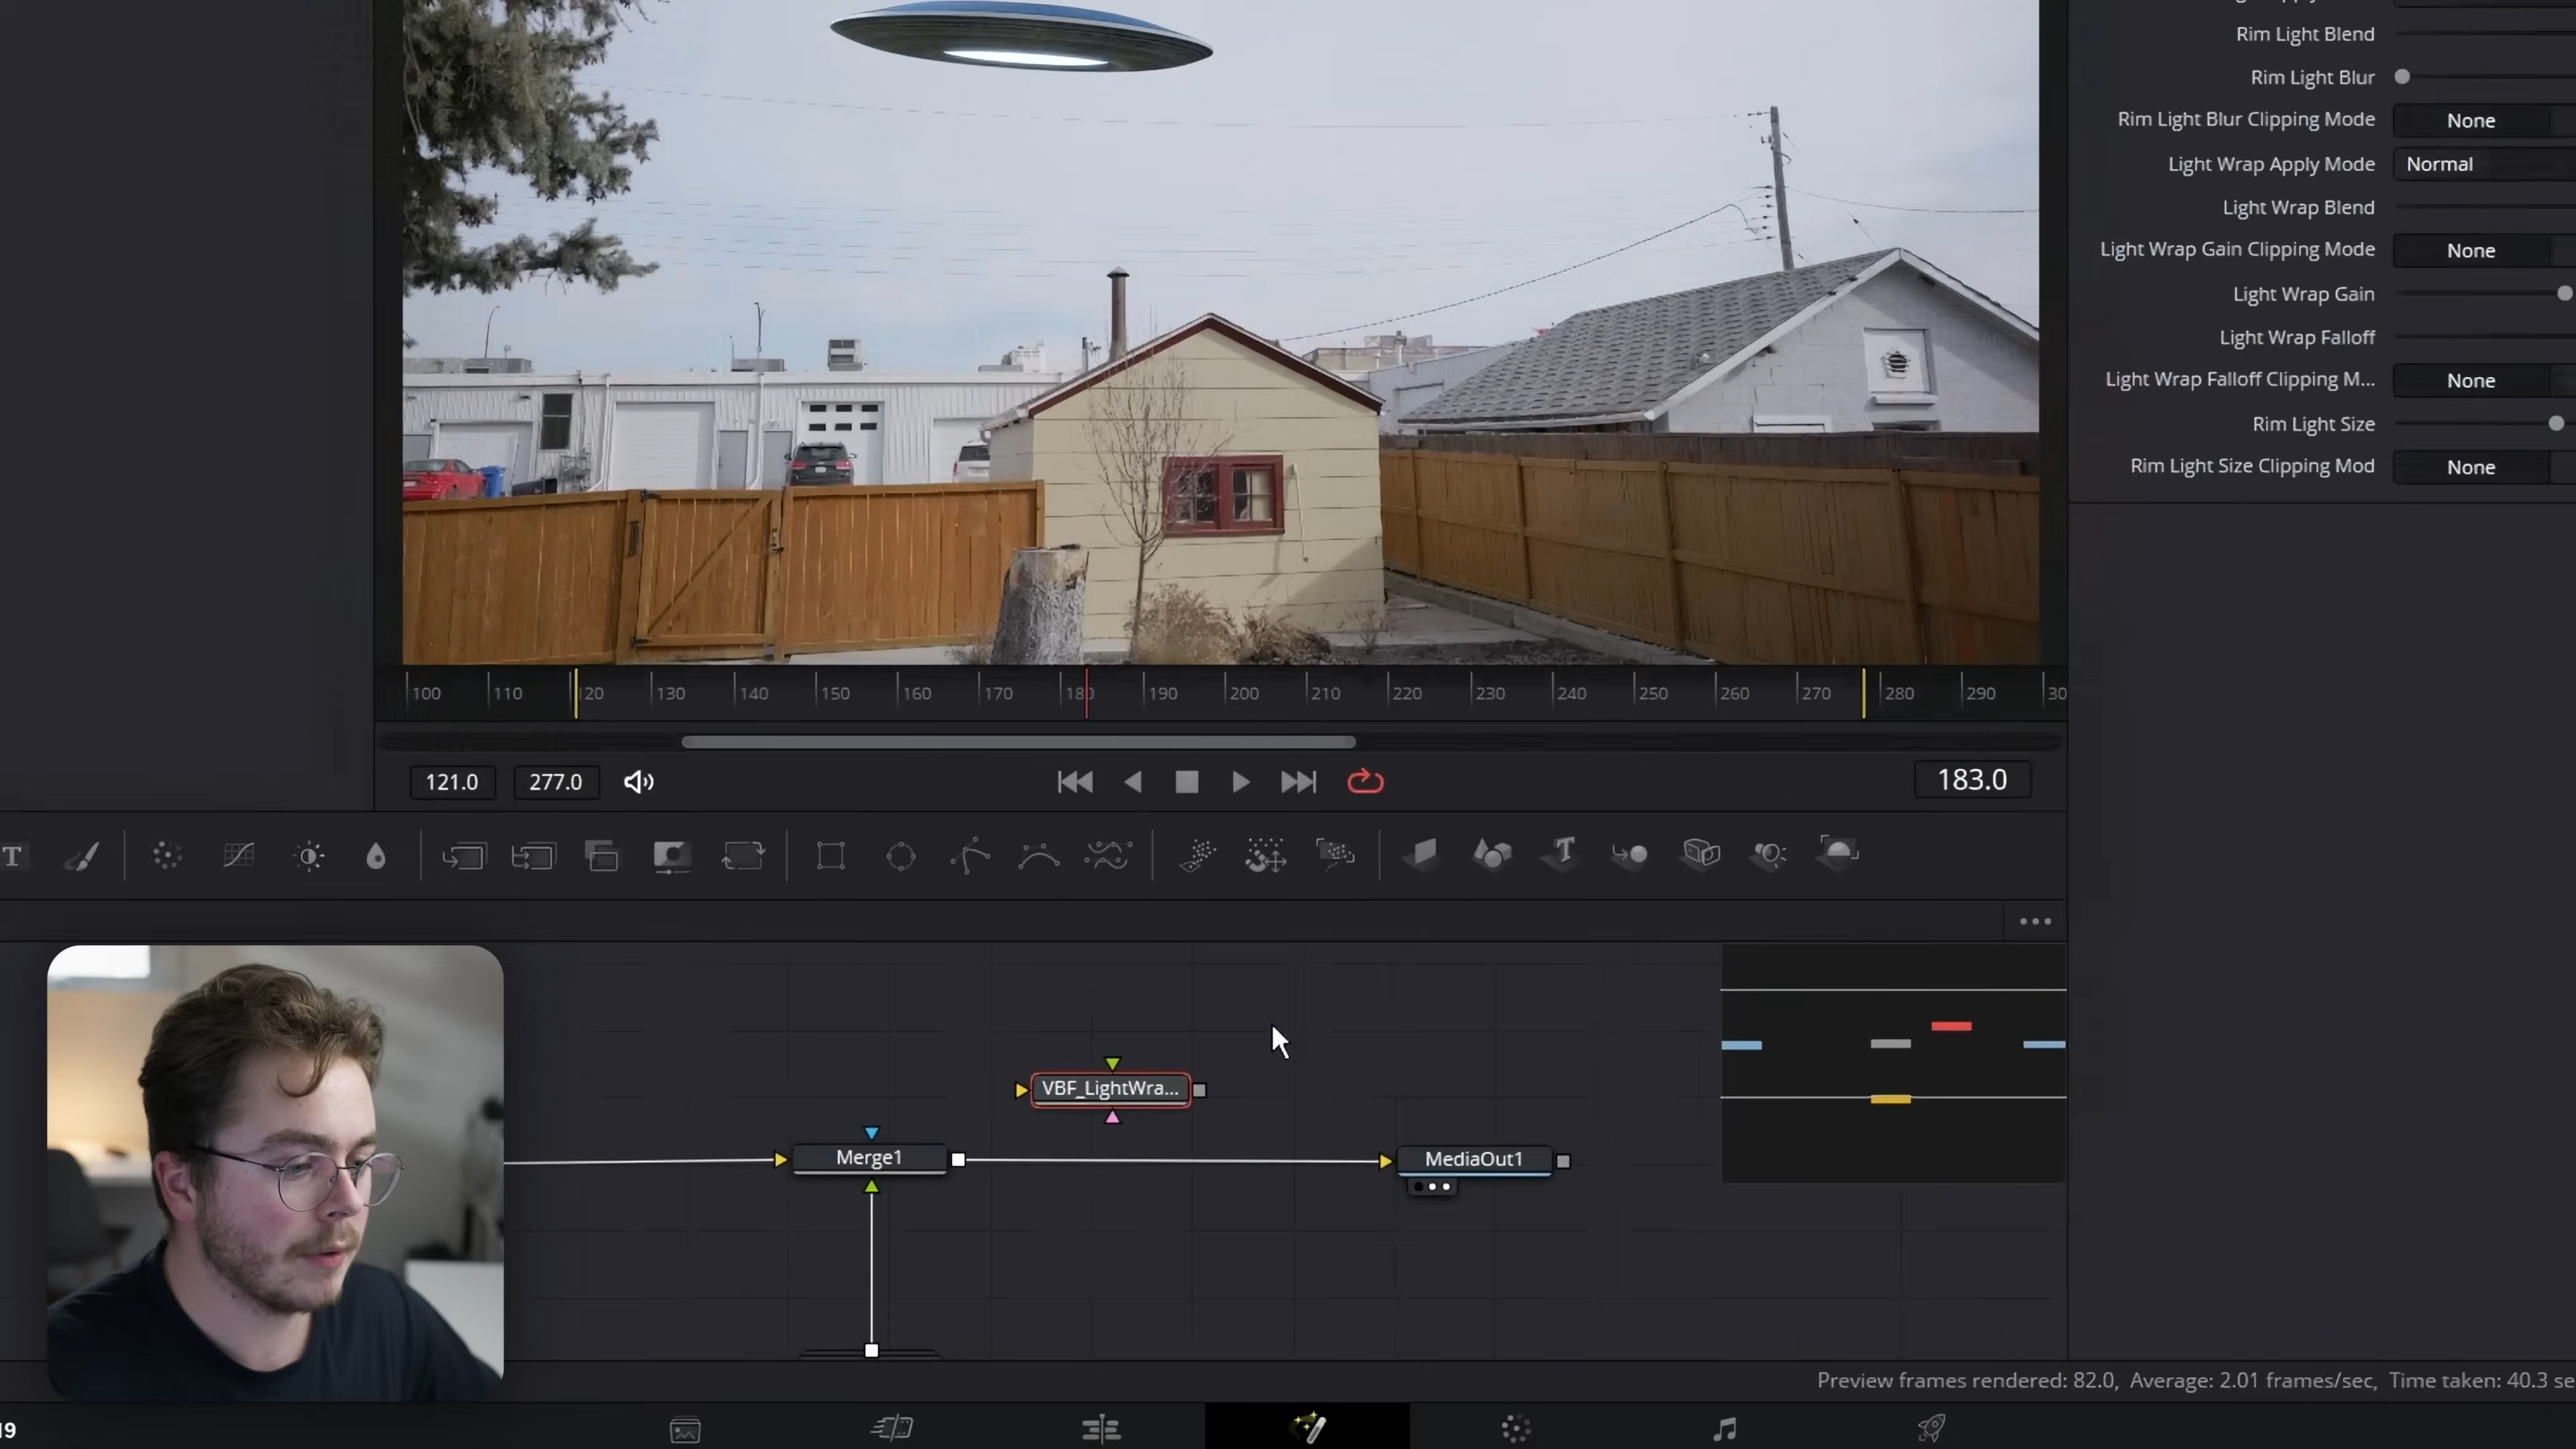 Rim Light Blend
Rim Light Blur
Rim Light Blur Clipping Mode None
Light Wrap Apply Mode Normal
Light Wrap Blend
Light Wrap Gain Clipping Mode None
Light Wrap Gain
Light Wrap Falloff
Light Wrap Falloff Clipping M... None
Rim Light Size
Rim Light Size Clipping Mod None
100 110 120 130 140 150 160 170 180 190 200 210 220 230 240 250 260 270 280 290 30
121.0 277.0 183.0
T T
VBF_LightWra...
Merge1 MediaOut1
Preview frames rendered: 82.0, Average: 2.01 frames/sec, Time taken: 40.3 se
19